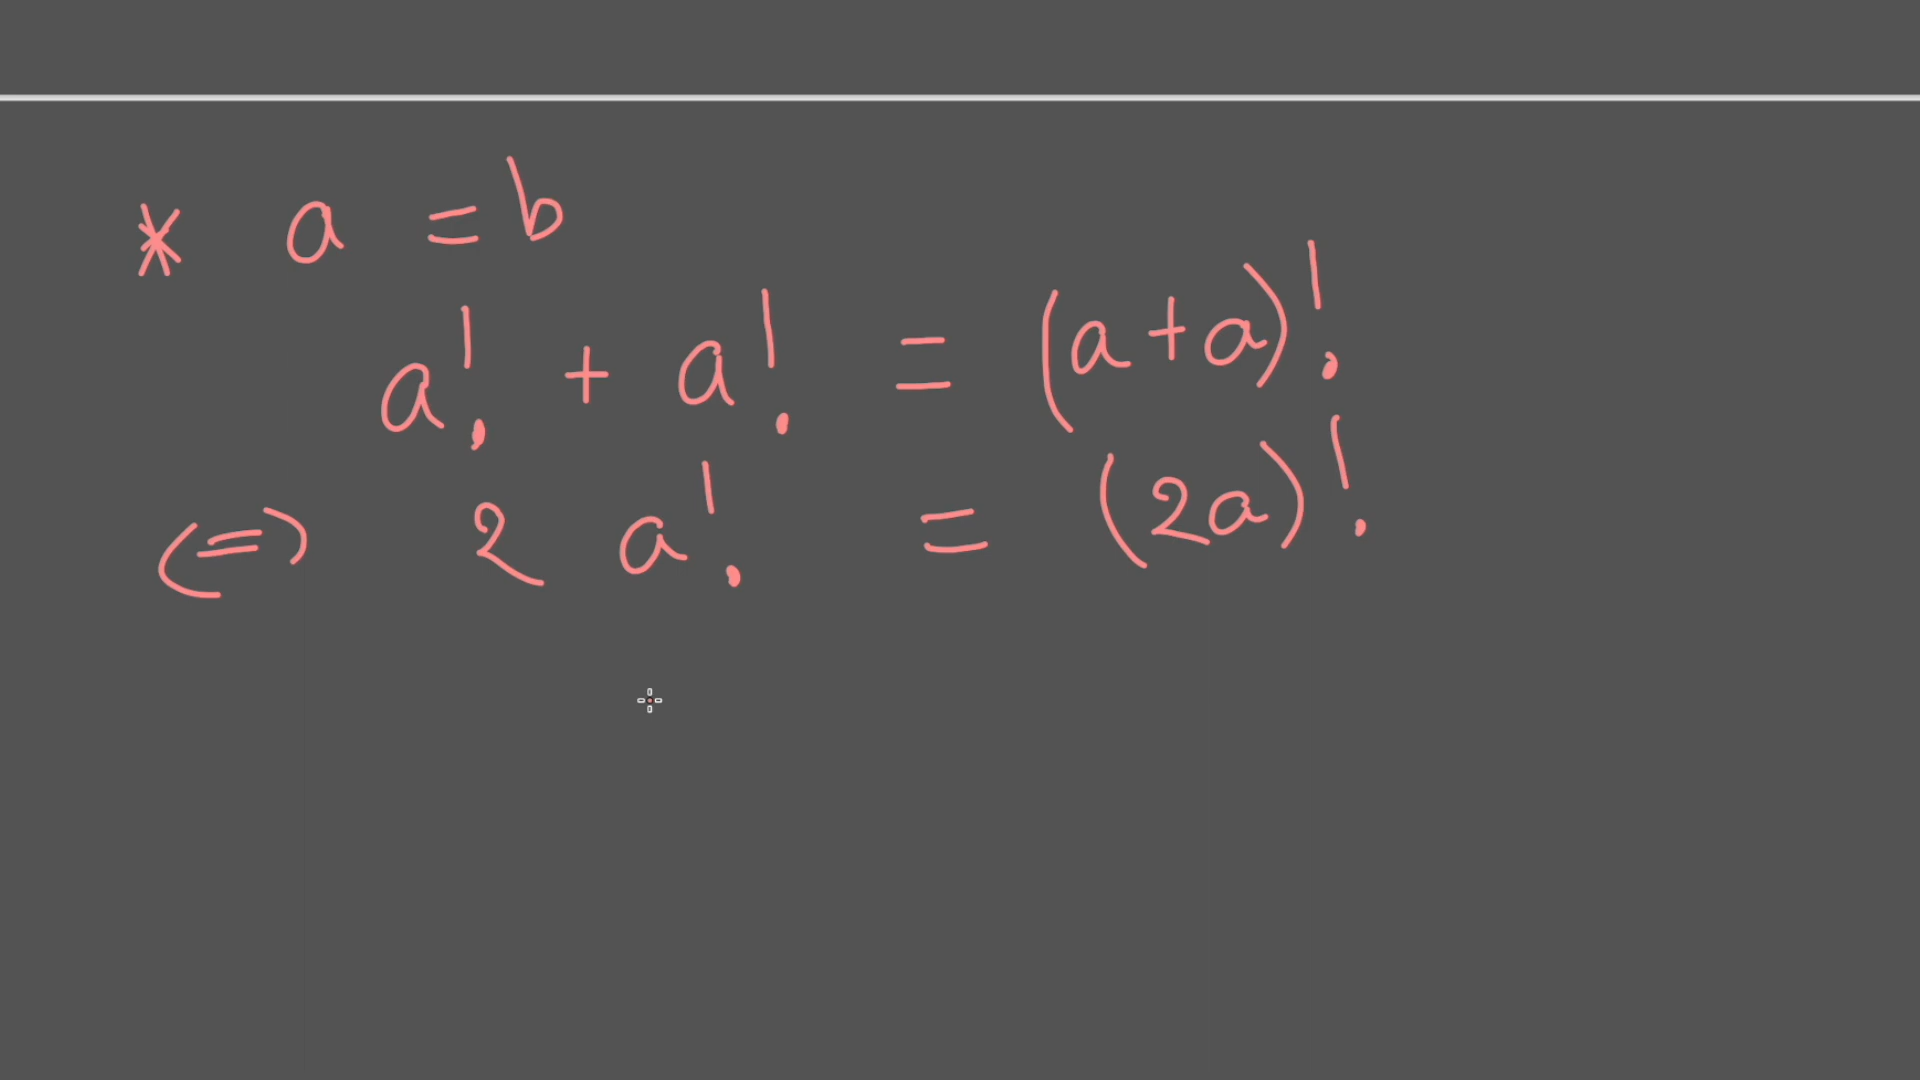 * a = b
a! + a! = (a+a)!
(=) 2 a! = (2a)!